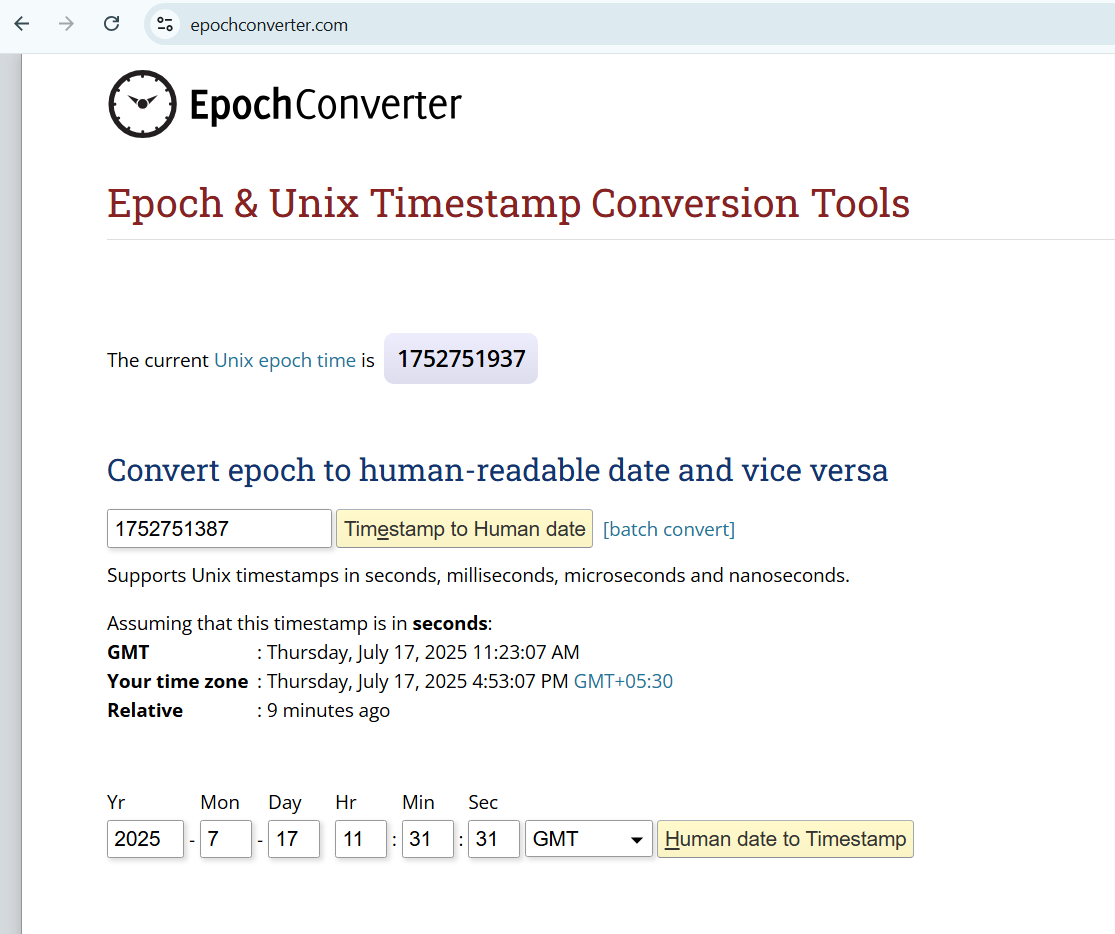 epochconverter.com
EpochConverter
Epoch & Unix Timestamp Conversion Tools
The current Unix epoch time is 1752751937
Convert epoch to human-readable date and vice versa
1752751387 Timestamp to Human date [batch convert]
Supports Unix timestamps in seconds, milliseconds, microseconds and nanoseconds.
Assuming that this timestamp is in seconds:
GMT : Thursday, July 17, 2025 11:23:07 AM
Your time zone : Thursday, July 17, 2025 4:53:07 PM GMT+05:30
Relative : 9 minutes ago
Yr Mon Day Hr Min Sec
2025 - 7 - 17 11 : 31 : 31 GMT Human date to Timestamp